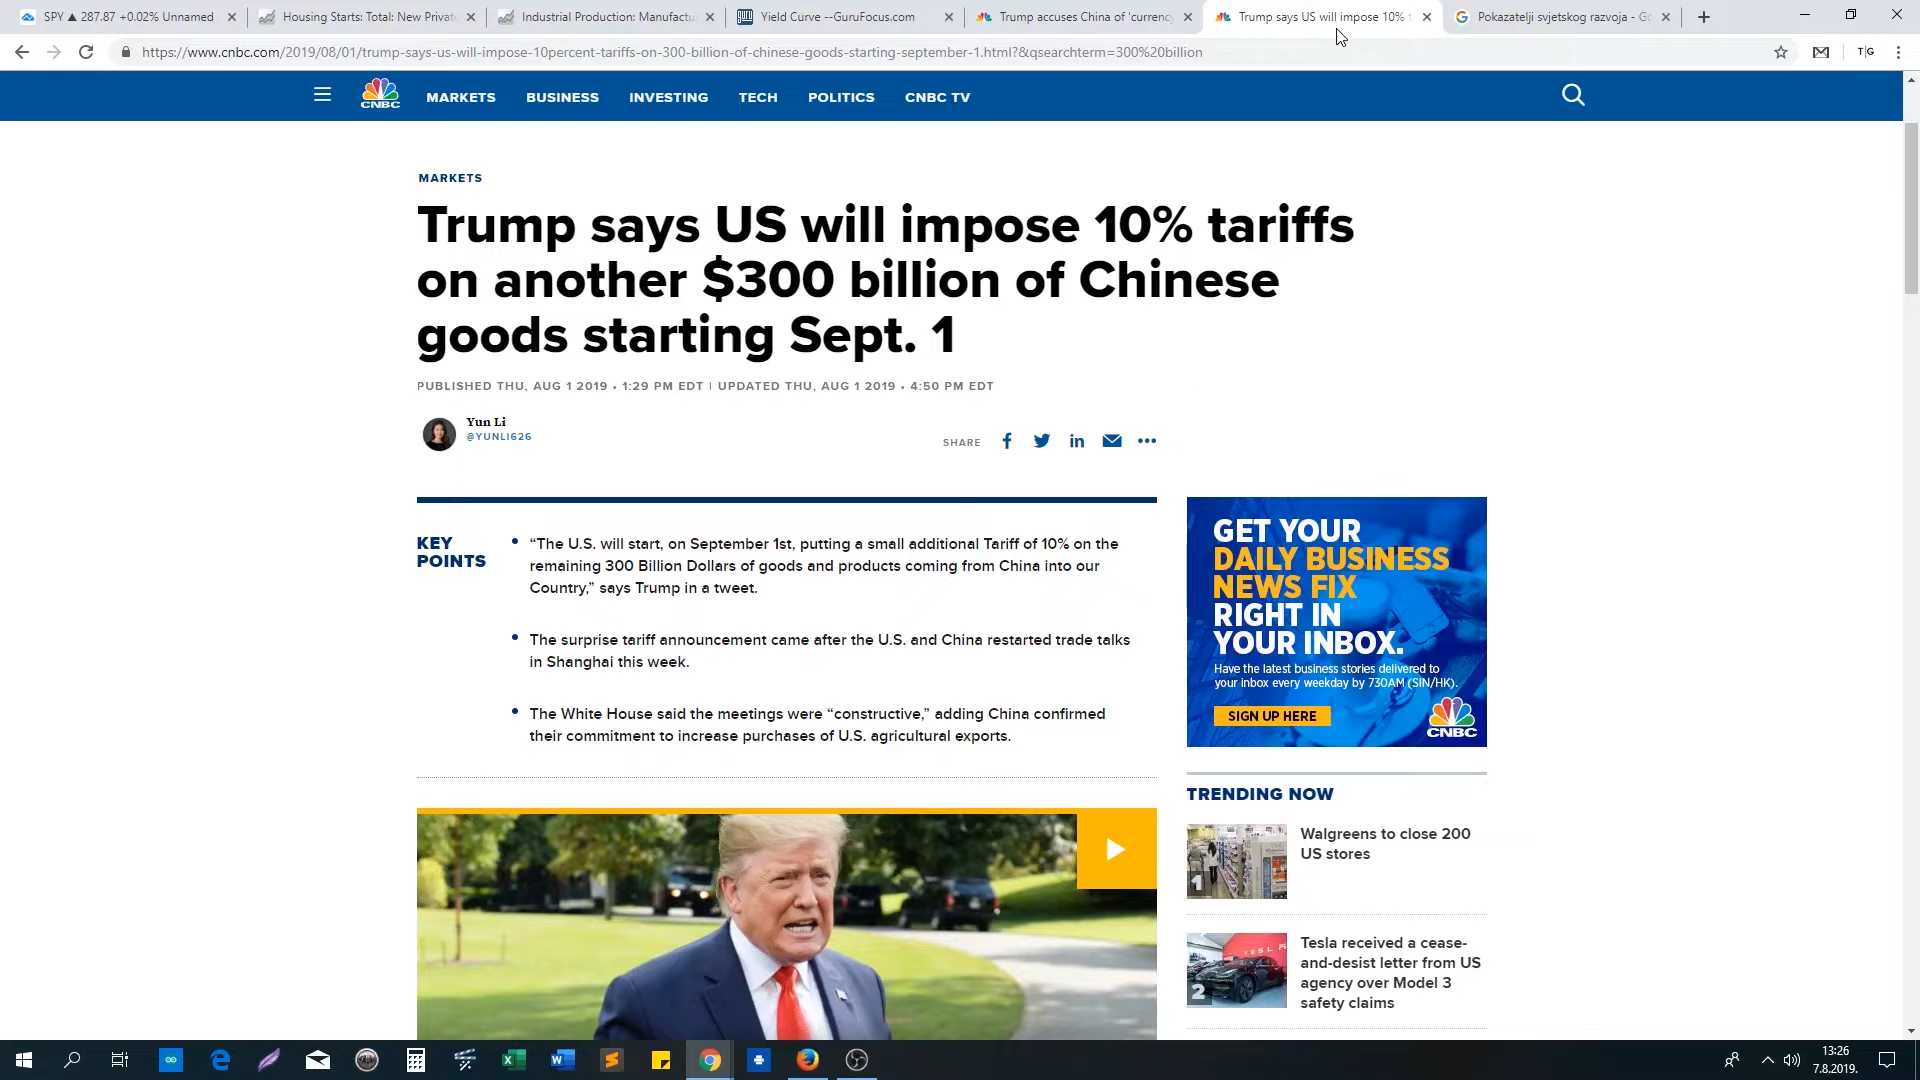 SPY ▲ 287.87 +0.02% Unnamed
Housing Starts: Total: New Private
Industrial Production: Manufactu
Yield Curve --GuruFocus.com
Trump accuses China of 'currency
Trump says US will impose 10% t
Pokazatelji svjetskog razvoja - Go
https://www.cnbc.com/2019/08/01/trump-says-us-will-impose-10percent-tariffs-on-300-billion-of-chinese-goods-starting-september-1.html?&qsearchterm=300%20billion
T|G
CNBC
MARKETS
BUSINESS
INVESTING
TECH
POLITICS
CNBC TV
MARKETS
Trump says US will impose 10% tariffs
on another $300 billion of Chinese
goods starting Sept. 1
PUBLISHED THU, AUG 1 2019 • 1:29 PM EDT | UPDATED THU, AUG 1 2019 • 4:50 PM EDT
Yun Li
@YUNLI626
SHARE
KEY
POINTS
• “The U.S. will start, on September 1st, putting a small additional Tariff of 10% on the
remaining 300 Billion Dollars of goods and products coming from China into our
Country,” says Trump in a tweet.
• The surprise tariff announcement came after the U.S. and China restarted trade talks
in Shanghai this week.
• The White House said the meetings were “constructive,” adding China confirmed
their commitment to increase purchases of U.S. agricultural exports.
GET YOUR
DAILY BUSINESS
NEWS FIX
RIGHT IN
YOUR INBOX.
Have the latest business stories delivered to
your inbox every weekday by 730AM (SIN/HK).
SIGN UP HERE
CNBC
TRENDING NOW
1
Walgreens to close 200
US stores
2
Tesla received a cease-
and-desist letter from US
agency over Model 3
safety claims
13:26
7.8.2019.